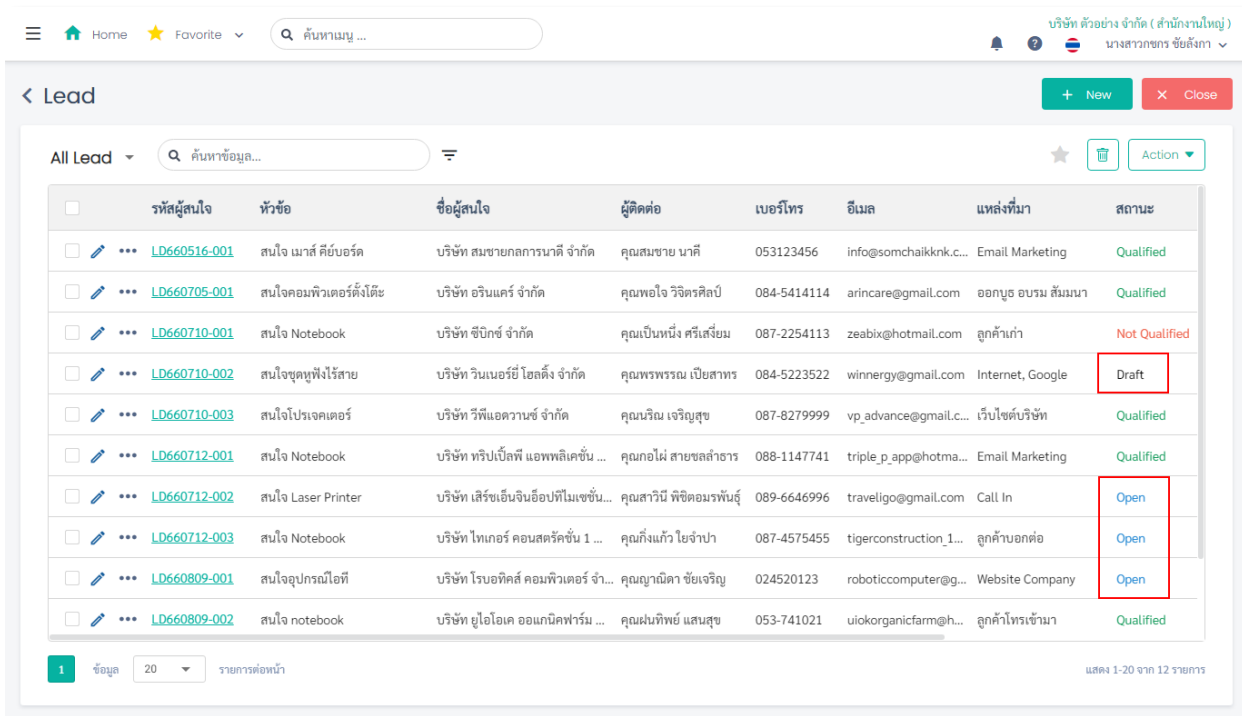 บริษัท ตัวอย่าง จำกัด ( สำนักงานใหญ่ )
Home Favorite ค้นหาเมนู ... นางสาวกชกร ชัยลังกา
Lead + New × Close
All Lead ค้นหาข้อมูล... Action
รหัสผู้สนใจ หัวข้อ ชื่อผู้สนใจ ผู้ติดต่อ เบอร์โทร อีเมล แหล่งที่มา สถานะ
LD660516-001 สนใจ เมาส์ คีย์บอร์ด บริษัท สมชายกลการนาดี จำกัด คุณสมชาย นาคี 053123456 info@somchaikknk.c... Email Marketing Qualified
LD660705-001 สนใจคอมพิวเตอร์ตั้งโต๊ะ บริษัท อรินแคร์ จำกัด คุณพอใจ วิจิตรศิลป์ 084-5414114 arincare@gmail.com ออกบูธ อบรม สัมมนา Qualified
LD660710-001 สนใจ Notebook บริษัท ซีบิกซ์ จำกัด คุณเป็นหนึ่ง ศรีเสงี่ยม 087-2254113 zeabix@hotmail.com ลูกค้าเก่า Not Qualified
LD660710-002 สนใจชุดหูฟังไร้สาย บริษัท วินเนอร์ยี่ โฮลดิ้ง จำกัด คุณพรพรรณ เปียสาทร 084-5223522 winnergy@gmail.com Internet, Google Draft
LD660710-003 สนใจโปรเจคเตอร์ บริษัท วีพีแอดวานซ์ จำกัด คุณนริณ เจริญสุข 087-8279999 vp_advance@gmail.c... เว็บไซต์บริษัท Qualified
LD660712-001 สนใจ Notebook บริษัท ทริปเปิ้ลพี แอพพลิเคชั่น ... คุณกอไผ่ สายชลลำธาร 088-1147741 triple_p_app@hotma... Email Marketing Qualified
LD660712-002 สนใจ Laser Printer บริษัท เสิร์ชเอ็นจินอ็อปทิไมเซชั่น... คุณสาวินี พิชิตอมรพันธุ์ 089-6646996 traveligo@gmail.com Call In Open
LD660712-003 สนใจ Notebook บริษัท ไทเกอร์ คอนสตรัคชั่น 1 ... คุณกิ่งแก้ว ใยจำปา 087-4575455 tigerconstruction_1... ลูกค้าบอกต่อ Open
LD660809-001 สนใจอุปกรณ์ไอที บริษัท โรบอทิคส์ คอมพิวเตอร์ จำ... คุณญาณิดา ชัยเจริญ 024520123 roboticcomputer@g... Website Company Open
LD660809-002 สนใจ notebook บริษัท ยูไอโอเค ออแกนิคฟาร์ม ... คุณฝนทิพย์ แสนสุข 053-741021 uiokorganicfarm@h... ลูกค้าโทรเข้ามา Qualified
1 ข้อมูล 20 รายการต่อหน้า แสดง 1-20 จาก 12 รายการ